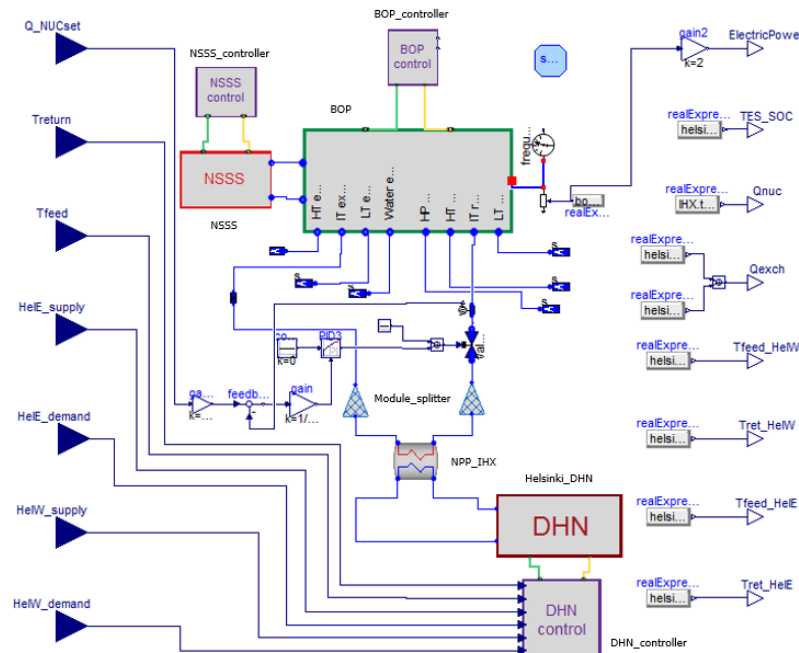 Q_NUCset
NSSS_controller
BOP_controller
gain2
ElectricPowe
k=2
NSSS
control
BOP
control
s...
Treturn
BOP
realExpre...
helsi...
TES_SOC
frequ...
NSSS
NSSS
HT e...
IT ex...
LT e...
Water e...
HP...
HT...
IT r...
LT...
bo...
realEx...
realExpre...
IHX.t...
Qnuc
Tfeed
realExpre...
helsi...
Qexch
realExpre...
helsi...
HelE_supply
co...
k=0
PID3
val...
realExpre...
helsi...
Tfeed_HelW
ga...
k=...
feedb...
gain
k=1/...
Module_splitter
HelE_demand
NPP_IHX
realExpre...
helsi...
Tret_HelW
Helsinki_DHN
DHN
realExpre...
helsi...
Tfeed_HelE
HelW_supply
realExpre...
helsi...
Tret_HelE
HelW_demand
DHN
control
DHN_controller